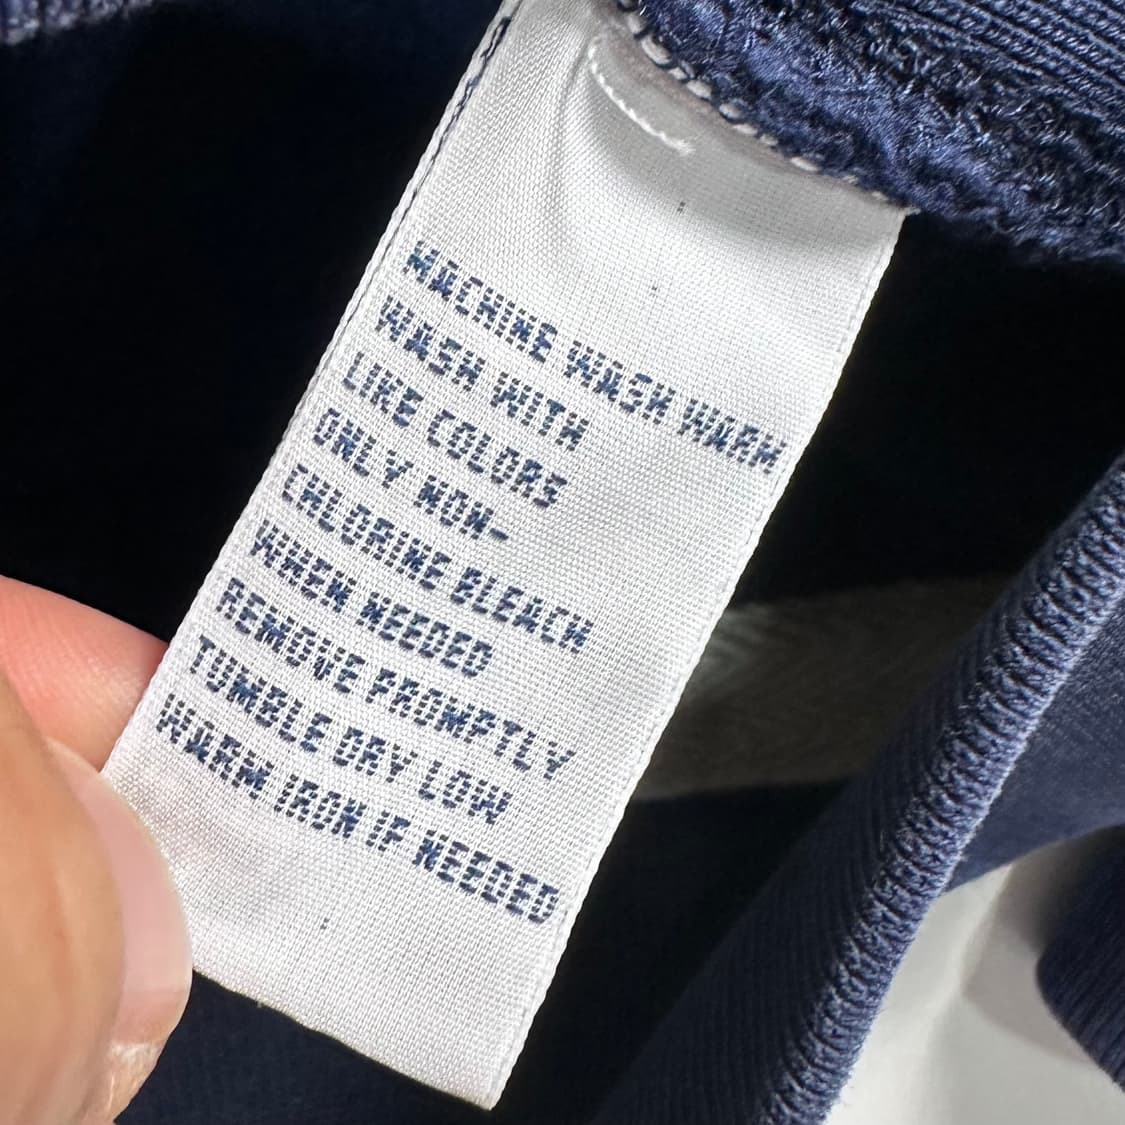 MACHINE WASH WARM
WASH WITH
LIKE COLORS
ONLY NON-
CHLORINE BLEACH
WHEN NEEDED
REMOVE PROMPTLY
TUMBLE DRY LOW
WARM IRON IF NEEDED